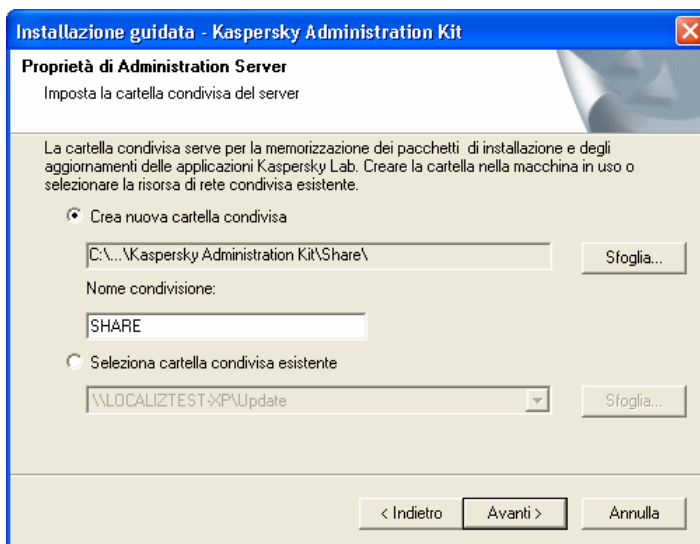 Installazione guidata - Kaspersky Administration Kit
Proprietà di Administration Server
Imposta la cartella condivisa del server
La cartella condivisa serve per la memorizzazione dei pacchetti di installazione e degli
aggiornamenti delle applicazioni Kaspersky Lab. Creare la cartella nella macchina in uso o
selezionare la risorsa di rete condivisa esistente.
Crea nuova cartella condivisa
C:\...\Kaspersky Administration Kit\Share\
Sfoglia...
Nome condivisione:
SHARE
Seleziona cartella condivisa esistente
\\LOCALIZTEST-XP\Update
Sfoglia...
< Indietro
Avanti >
Annulla